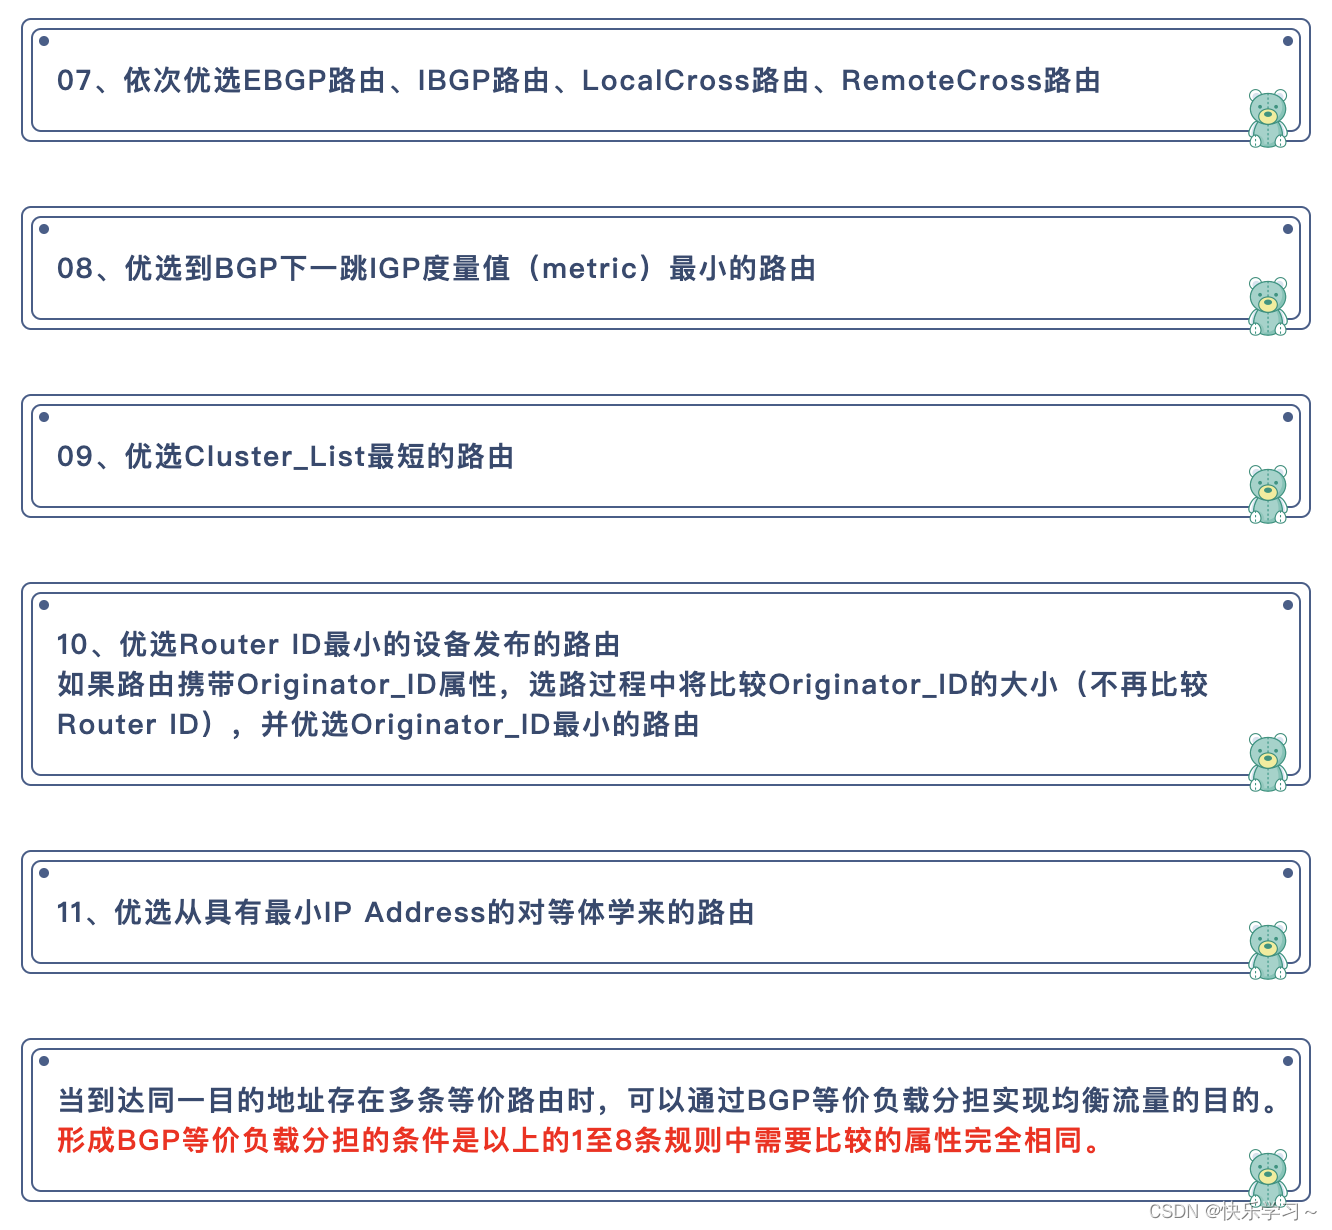 07、依次优选EBGP路由、IBGP路由、LocalCross路由、RemoteCross路由
08、优选到BGP下一跳IGP度量值（metric）最小的路由
09、优选Cluster_List最短的路由
10、优选Router ID最小的设备发布的路由
如果路由携带Originator_ID属性，选路过程中将比较Originator_ID的大小（不再比较
Router ID），并优选Originator_ID最小的路由
11、优选从具有最小IP Address的对等体学来的路由
当到达同一目的地址存在多条等价路由时，可以通过BGP等价负载分担实现均衡流量的目的。
形成BGP等价负载分担的条件是以上的1至8条规则中需要比较的属性完全相同。
CSDN @快乐学习～